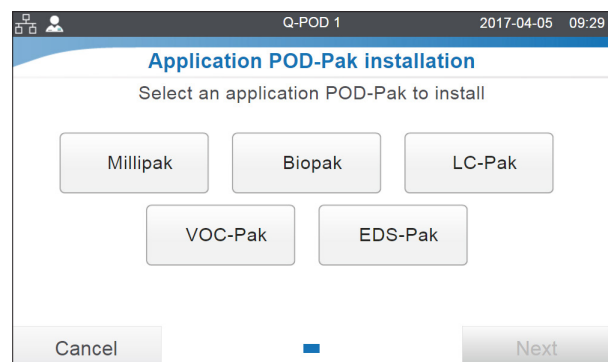 Q-POD 1 2017-04-05 09:29
Application POD-Pak installation
Select an application POD-Pak to install
Millipak Biopak LC-Pak
VOC-Pak EDS-Pak
Cancel Next